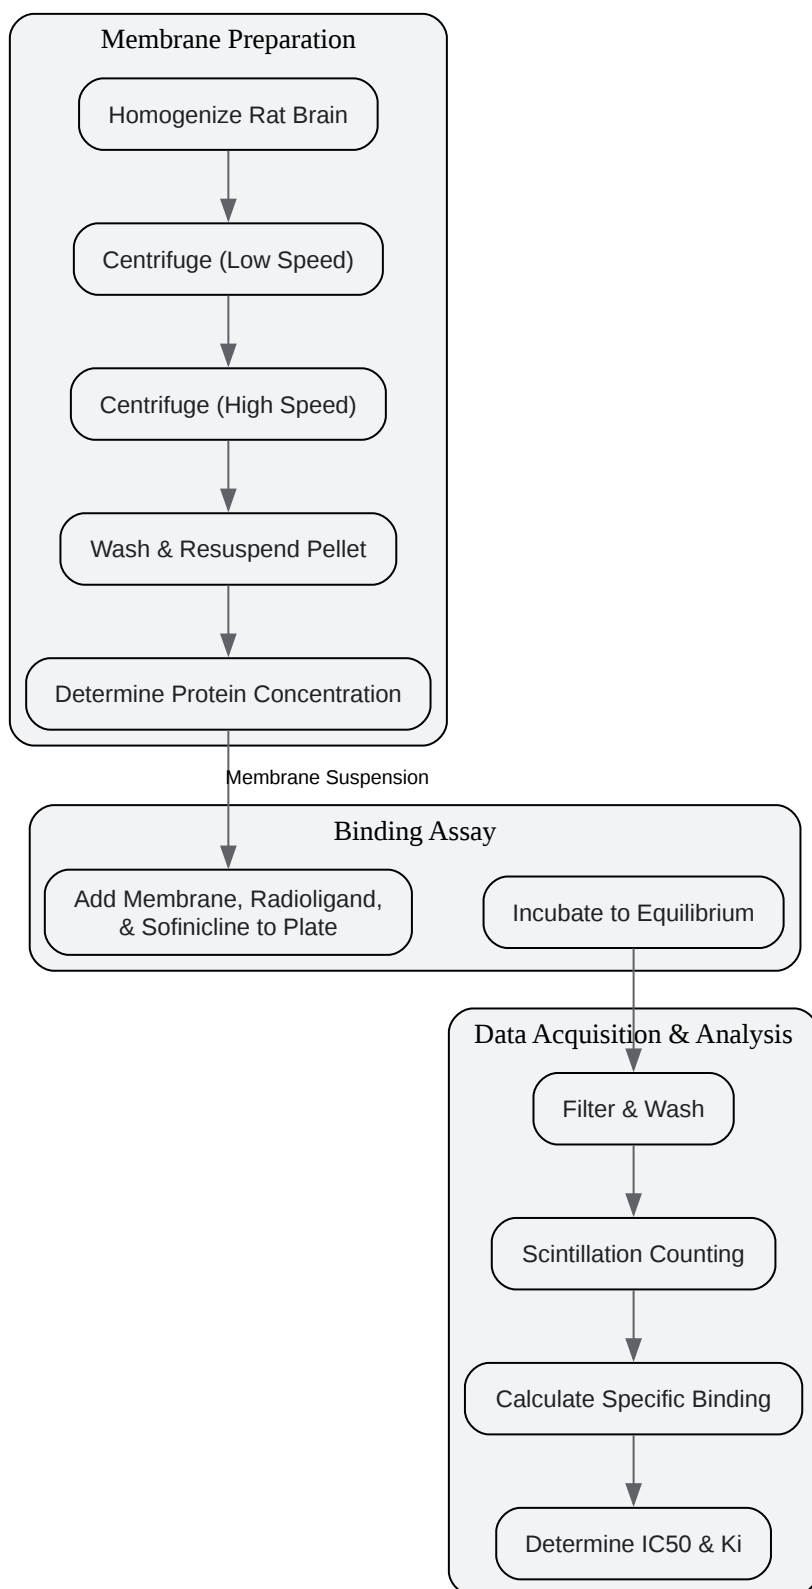 Membrane Preparation
Homogenize Rat Brain
Centrifuge (Low Speed)
Centrifuge (High Speed)
Wash & Resuspend Pellet
Determine Protein Concentration
Membrane Suspension
Binding Assay
Add Membrane, Radioligand,
& Sofinicline to Plate
Incubate to Equilibrium
Data Acquisition & Analysis
Filter & Wash
Scintillation Counting
Calculate Specific Binding
Determine IC50 & Ki